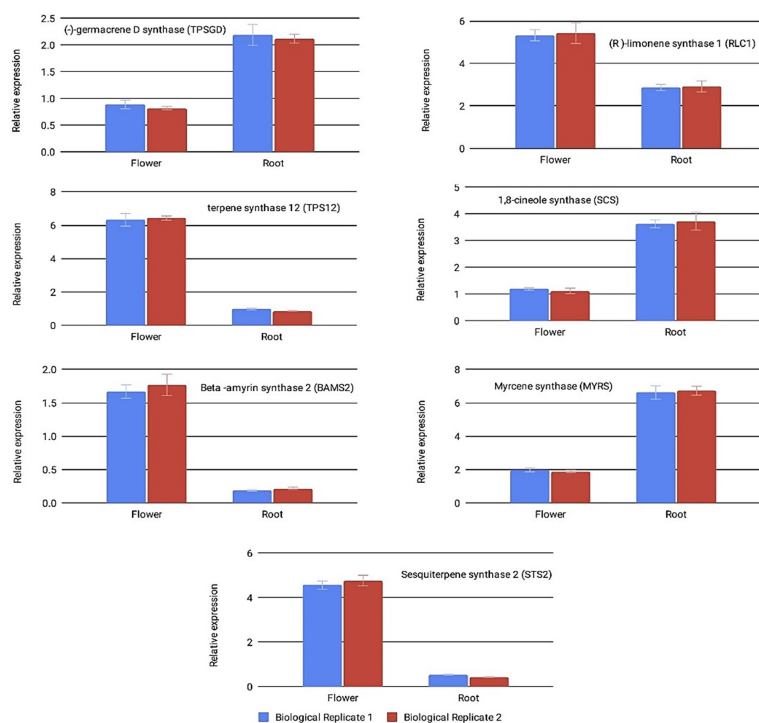 (-)-germacrene D synthase (TPSGD)
Relative expression
2.5
2.0
1.5
1.0
0.5
0.0
Flower
Root
(R )-limonene synthase 1 (RLC1)
Relative expression
6
4
2
0
Flower
Root
terpene synthase 12 (TPS12)
Relative expression
8
6
4
2
0
Flower
Root
1,8-cineole synthase (SCS)
Relative expression
5
4
3
2
1
0
Flower
Root
Beta -amyrin synthase 2 (BAMS2)
Relative expression
2.0
1.5
1.0
0.5
0.0
Flower
Root
Myrcene synthase (MYRS)
Relative expression
8
6
4
2
0
Flower
Root
Sesquiterpene synthase 2 (STS2)
Relative expression
6
4
2
0
Flower
Root
Biological Replicate 1
Biological Replicate 2